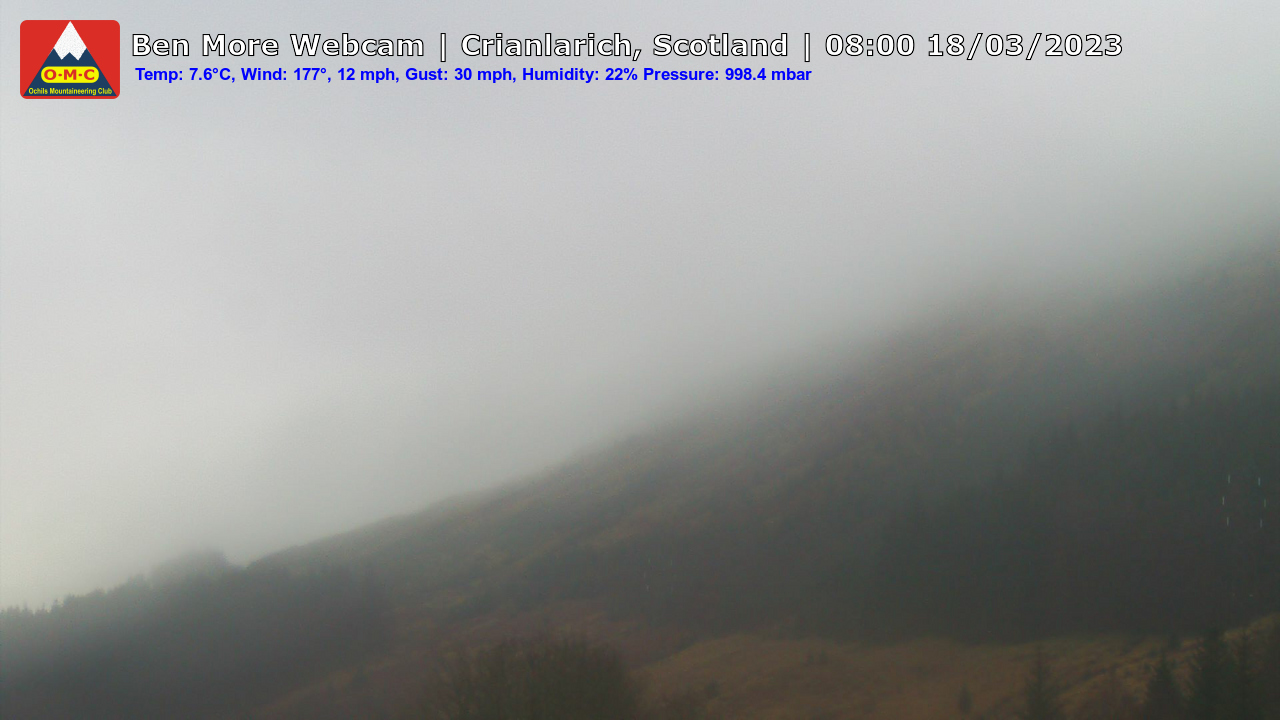 Ben More Webcam | Crianlarich, Scotland | 08:00 18/03/2023
Temp: 7.6°C, Wind: 177°, 12 mph, Gust: 30 mph, Humidity: 22% Pressure: 998.4 mbar
O-M-C
Ochils Mountaineering Club